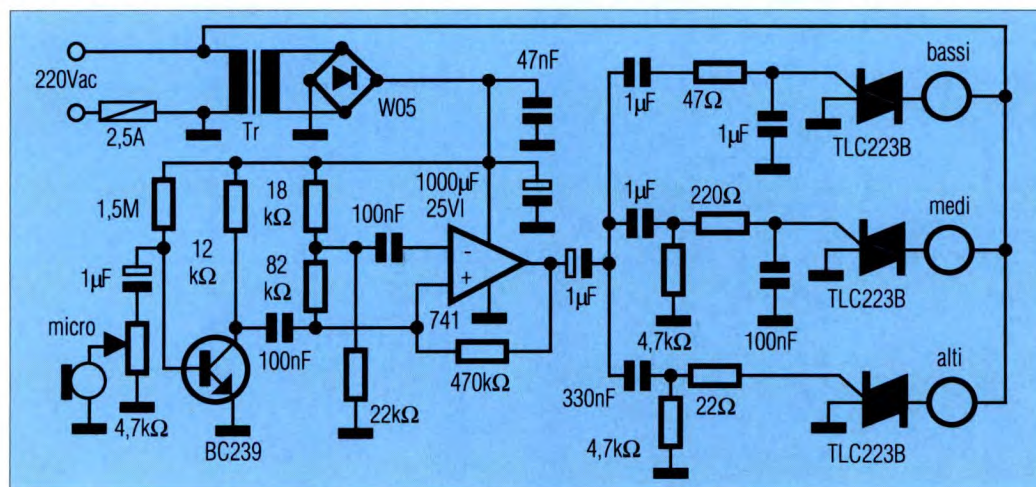 220Vac
2,5A
Tr
W05
47nF
1,5M
12
kΩ
18
kΩ
82
kΩ
100nF
1000µF
25Vl
1µF
micro
4,7kΩ
BC239
100nF
22kΩ
-
+
741
470kΩ
1µF
1µF
47Ω
1µF
TLC223B
bassi
1µF
220Ω
4,7kΩ
100nF
TLC223B
medi
330nF
22Ω
4,7kΩ
TLC223B
alti